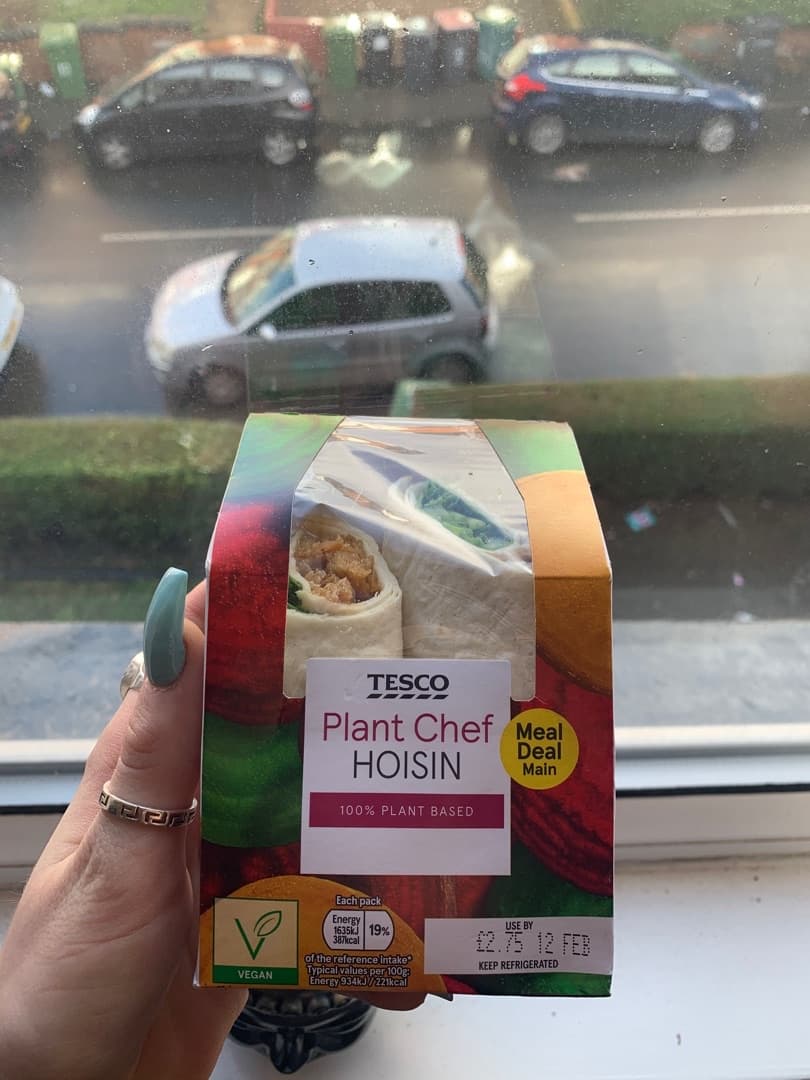 TESCO
Plant Chef
HOISIN
100% PLANT BASED
Meal
Deal
Main
Each pack
Energy
1635kJ
387kcal
19%
of the reference intake*
Typical values per 100g:
Energy 934kJ / 221kcal
V
VEGAN
USE BY
£2.75 12 FEB
KEEP REFRIGERATED